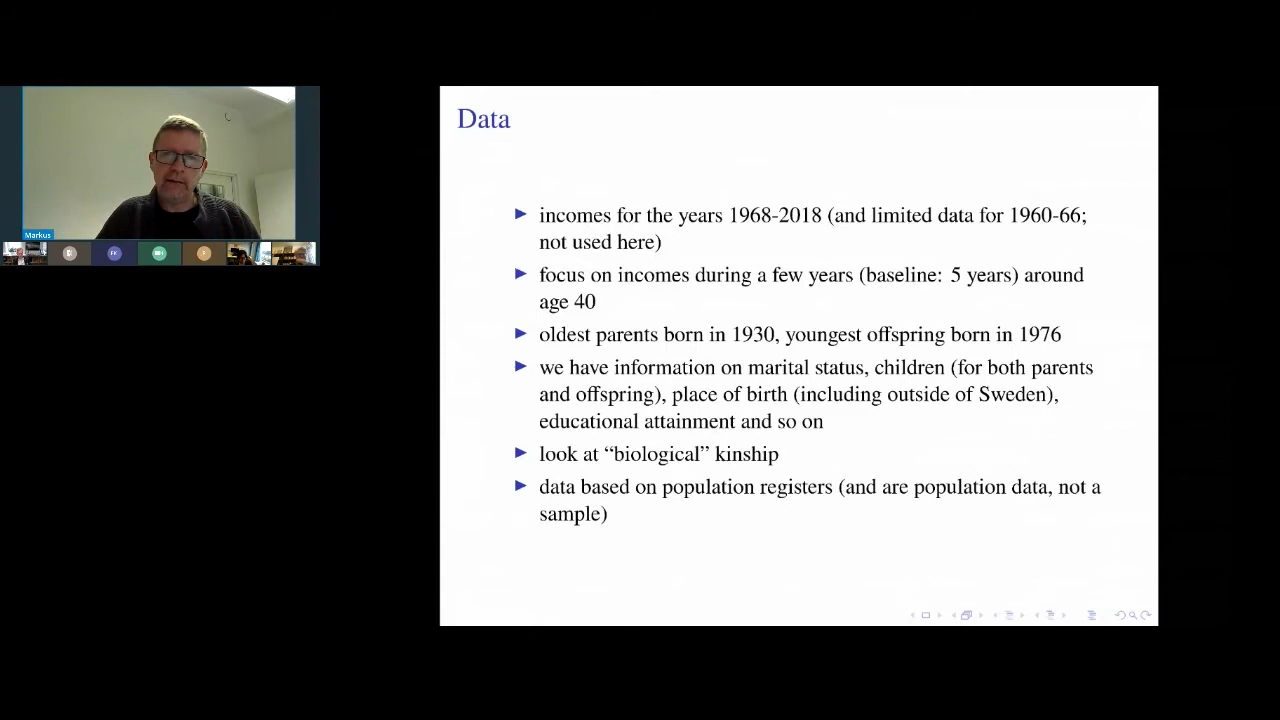 Data
incomes for the years 1968-2018 (and limited data for 1960-66;
not used here)
focus on incomes during a few years (baseline: 5 years) around
age 40
oldest parents born in 1930, youngest offspring born in 1976
we have information on marital status, children (for both parents
and offspring), place of birth (including outside of Sweden),
educational attainment and so on
look at “biological” kinship
data based on population registers (and are population data, not a
sample)
Markus